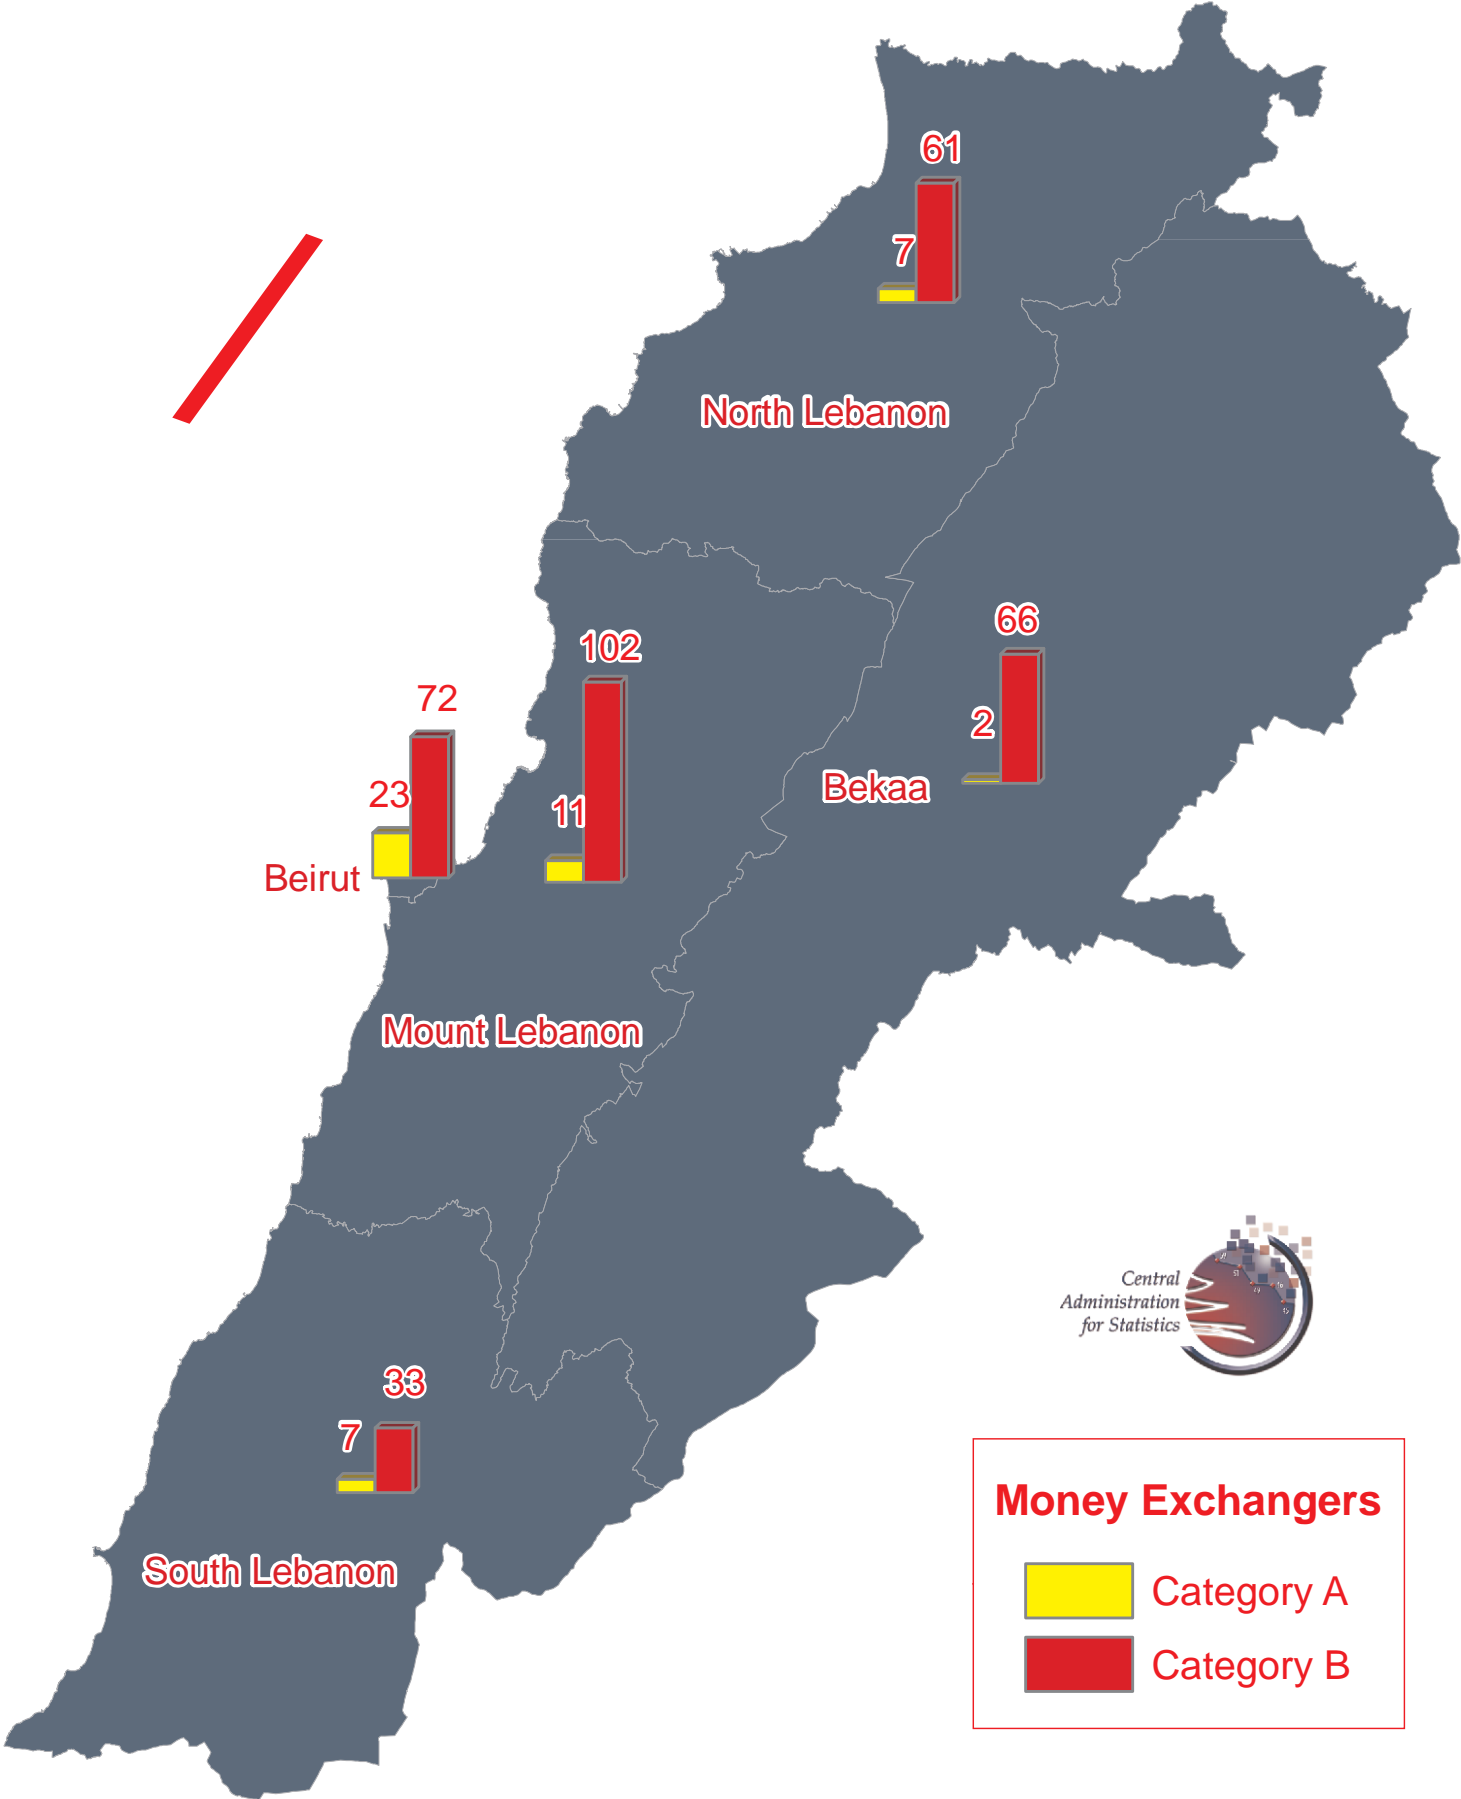 61
7
North Lebanon
66
2
Bekaa
102
11
72
23
Beirut
Mount Lebanon
33
7
South Lebanon
Central
Administration
for Statistics
Money Exchangers
Category A
Category B